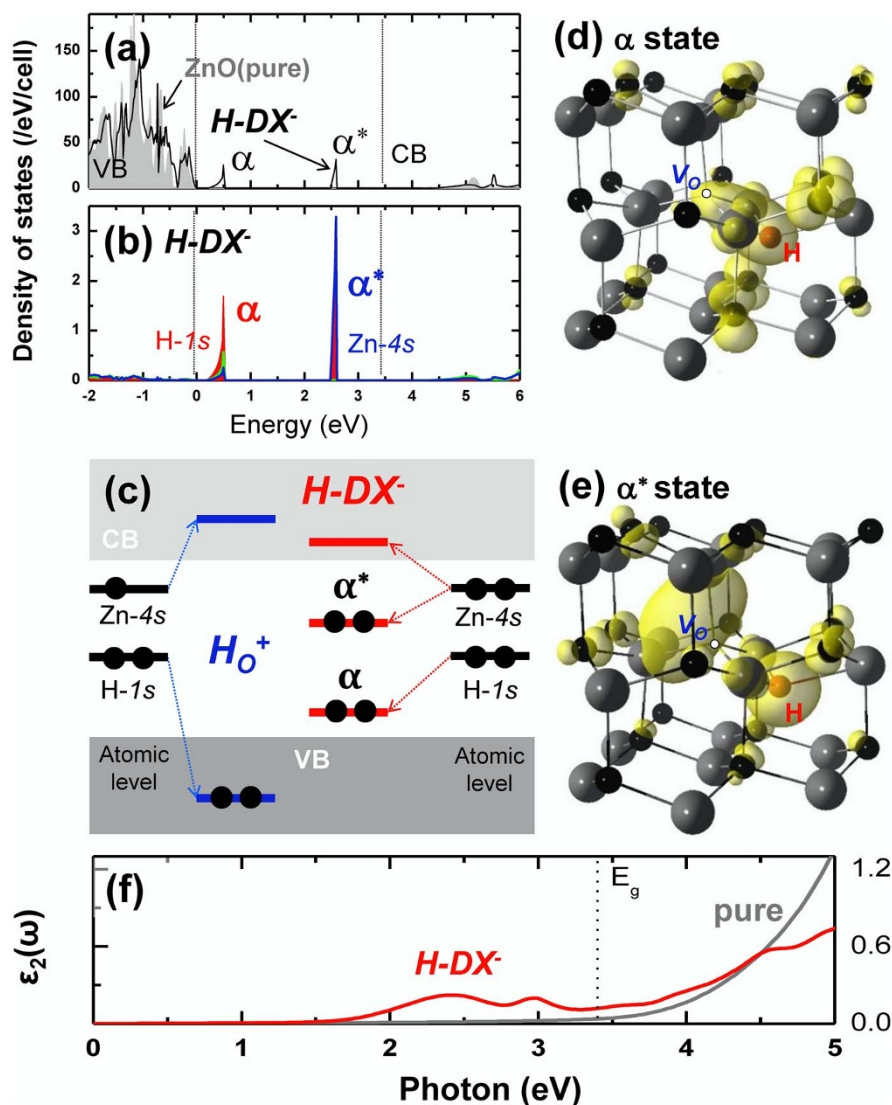 (a)
ZnO(pure)
H-DX⁻
VB
α
α*
CB
150
100
50
0
(b) H-DX⁻
α*
α
H-1s
Zn-4s
3
2
1
0
-2 -1 0 1 2 3 4 5 6
Density of states (/eV/cell)
Energy (eV)
(c)
H-DX⁻
CB
α*
Zn-4s
Zn-4s
H_O⁺
H-1s
α
H-1s
Atomic level
VB
Atomic level
(d) α state
V_O
H
(e) α* state
V_O
H
(f)
E_g
pure
H-DX⁻
1.2
0.6
0.0
ε₂(ω)
0 1 2 3 4 5
Photon (eV)